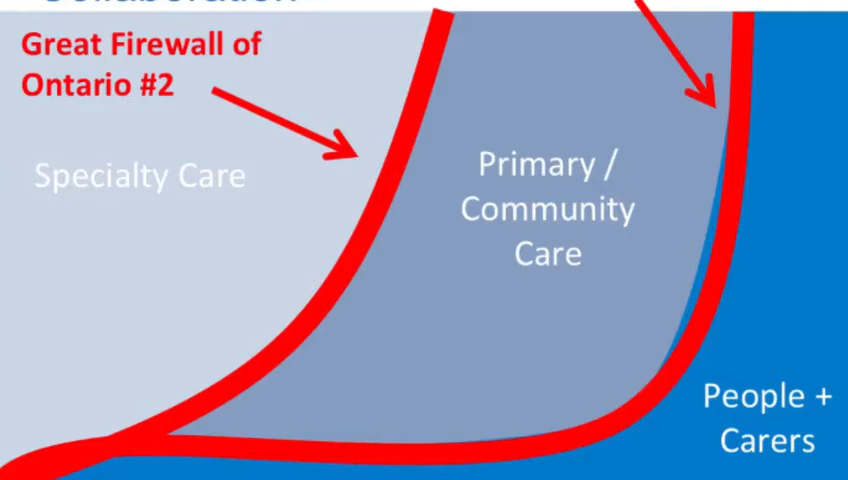 Great Firewall of
Ontario #2
Specialty Care
Primary /
Community
Care
People +
Carers